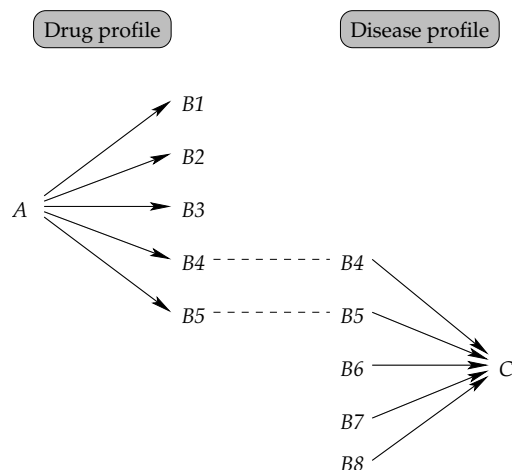 Drug profile
Disease profile
B1
B2
A
B3
B4
B4
B5
B5
B6
C
B7
B8